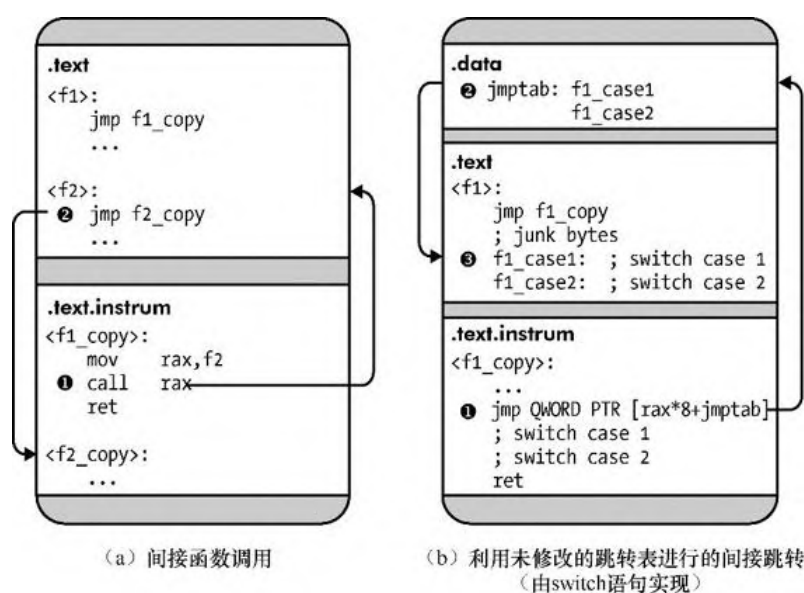 .text
<f1>:
jmp f1_copy
...
<f2>:
❷ jmp f2_copy
...
.text.instrum
<f1_copy>:
mov rax,f2
❶ call rax
ret
<f2_copy>:
...
(a) 间接函数调用
.data
❷ jmptab: f1_case1
f1_case2
.text
<f1>:
jmp f1_copy
; junk bytes
❸ f1_case1: ; switch case 1
f1_case2: ; switch case 2
.text.instrum
<f1_copy>:
...
❶ jmp QWORD PTR [rax*8+jmptab]
; switch case 1
; switch case 2
ret
(b) 利用未修改的跳转表进行的间接跳转
(由switch语句实现)